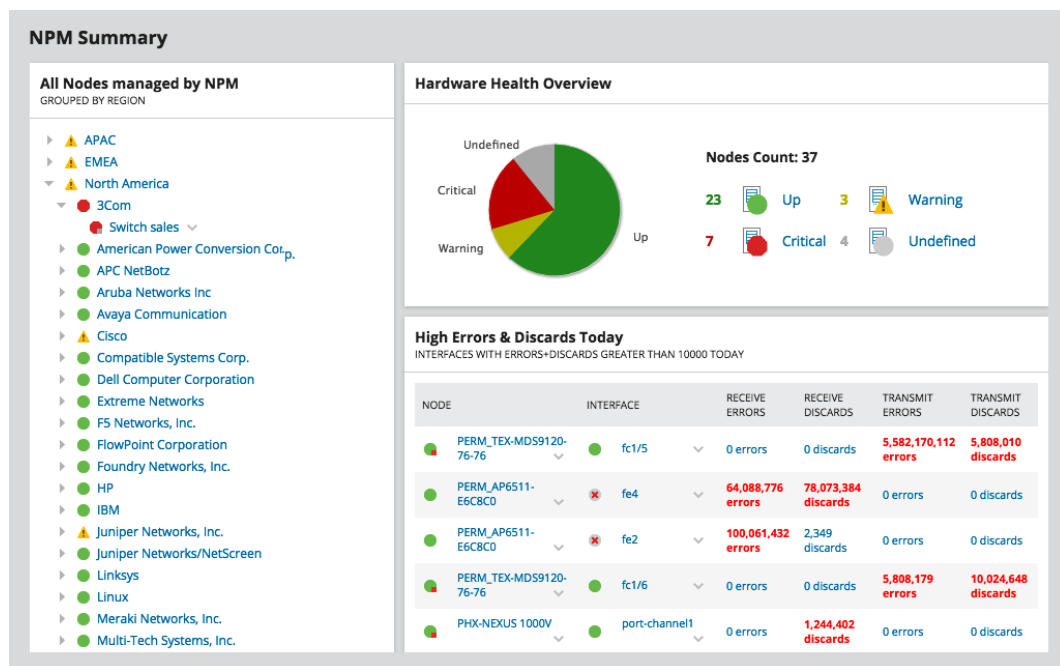 NPM Summary
All Nodes managed by NPM
GROUPED BY REGION
APAC
EMEA
North America
3Com
Switch sales
American Power Conversion Corp.
APC NetBotz
Aruba Networks Inc
Avaya Communication
Cisco
Compatible Systems Corp.
Dell Computer Corporation
Extreme Networks
F5 Networks, Inc.
FlowPoint Corporation
Foundry Networks, Inc.
HP
IBM
Juniper Networks, Inc.
Juniper Networks/NetScreen
Linksys
Linux
Meraki Networks, Inc.
Multi-Tech Systems, Inc.
Hardware Health Overview
Undefined
Critical
Warning
Up
Nodes Count: 37
23 Up 3 Warning
7 Critical 4 Undefined
High Errors & Discards Today
INTERFACES WITH ERRORS+DISCARDS GREATER THAN 10000 TODAY
NODE INTERFACE RECEIVE ERRORS RECEIVE DISCARDS TRANSMIT ERRORS TRANSMIT DISCARDS
PERM_TEX-MDS9120-76-76 fc1/5 0 errors 0 discards 5,582,170,112 errors 5,808,010 discards
PERM_AP6511-E6C8C0 fe4 64,088,776 errors 78,073,384 discards 0 errors 0 discards
PERM_AP6511-E6C8C0 fe2 100,061,432 errors 2,349 discards 0 errors 0 discards
PERM_TEX-MDS9120-76-76 fc1/6 0 errors 0 discards 5,808,179 errors 10,024,648 discards
PHX-NEXUS 1000V port-channel1 0 errors 1,244,402 discards 0 errors 0 discards